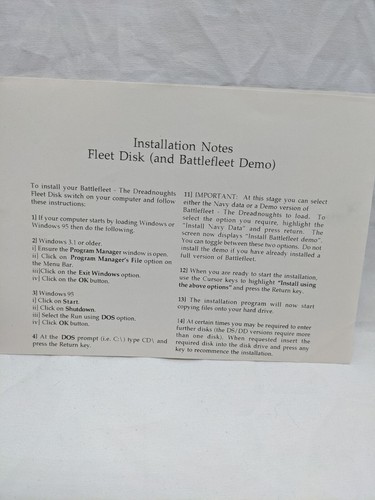 Installation Notes
Fleet Disk (and Battlefleet Demo)
To install your Battlefleet - The Dreadnoughts
Fleet Disk switch on your computer and follow
these instructions:
1] If your computer starts by loading Windows or
Windows 95 then do the following.
2] Windows 3.1 or older.
i] Ensure the Program Manager window is open.
ii] Click on Program Manager's File option on
the Menu Bar.
iii]Click on the Exit Windows option.
iv] Click on the OK button.
3] Windows 95
i] Click on Start.
ii] Click on Shutdown.
iii] Select the Run using DOS option.
iv] Click OK button.
4] At the DOS prompt (i.e. C:\) type CD\ and
press the Return key.
11] IMPORTANT: At this stage you can select
either the Navy data or a Demo version of
Battlefleet - The Dreadnoughts to load. To
select the option you require, highlight the
"Install Navy Data" and press return. The
screen now displays "Install Battlefleet demo".
You can toggle between these two options. Do not
install the demo if you have already installed a
full version of Battlefleet.
12] When you are ready to start the installation,
use the Cursor keys to highlight "Install using
the above options" and press the Return key.
13] The installation program will now start
copying files onto your hard drive.
14] At certain times you may be required to enter
further disks (the DS/DD versions require more
than one disk). When requested insert the
required disk into the disk drive and press any
key to recommence the installation.